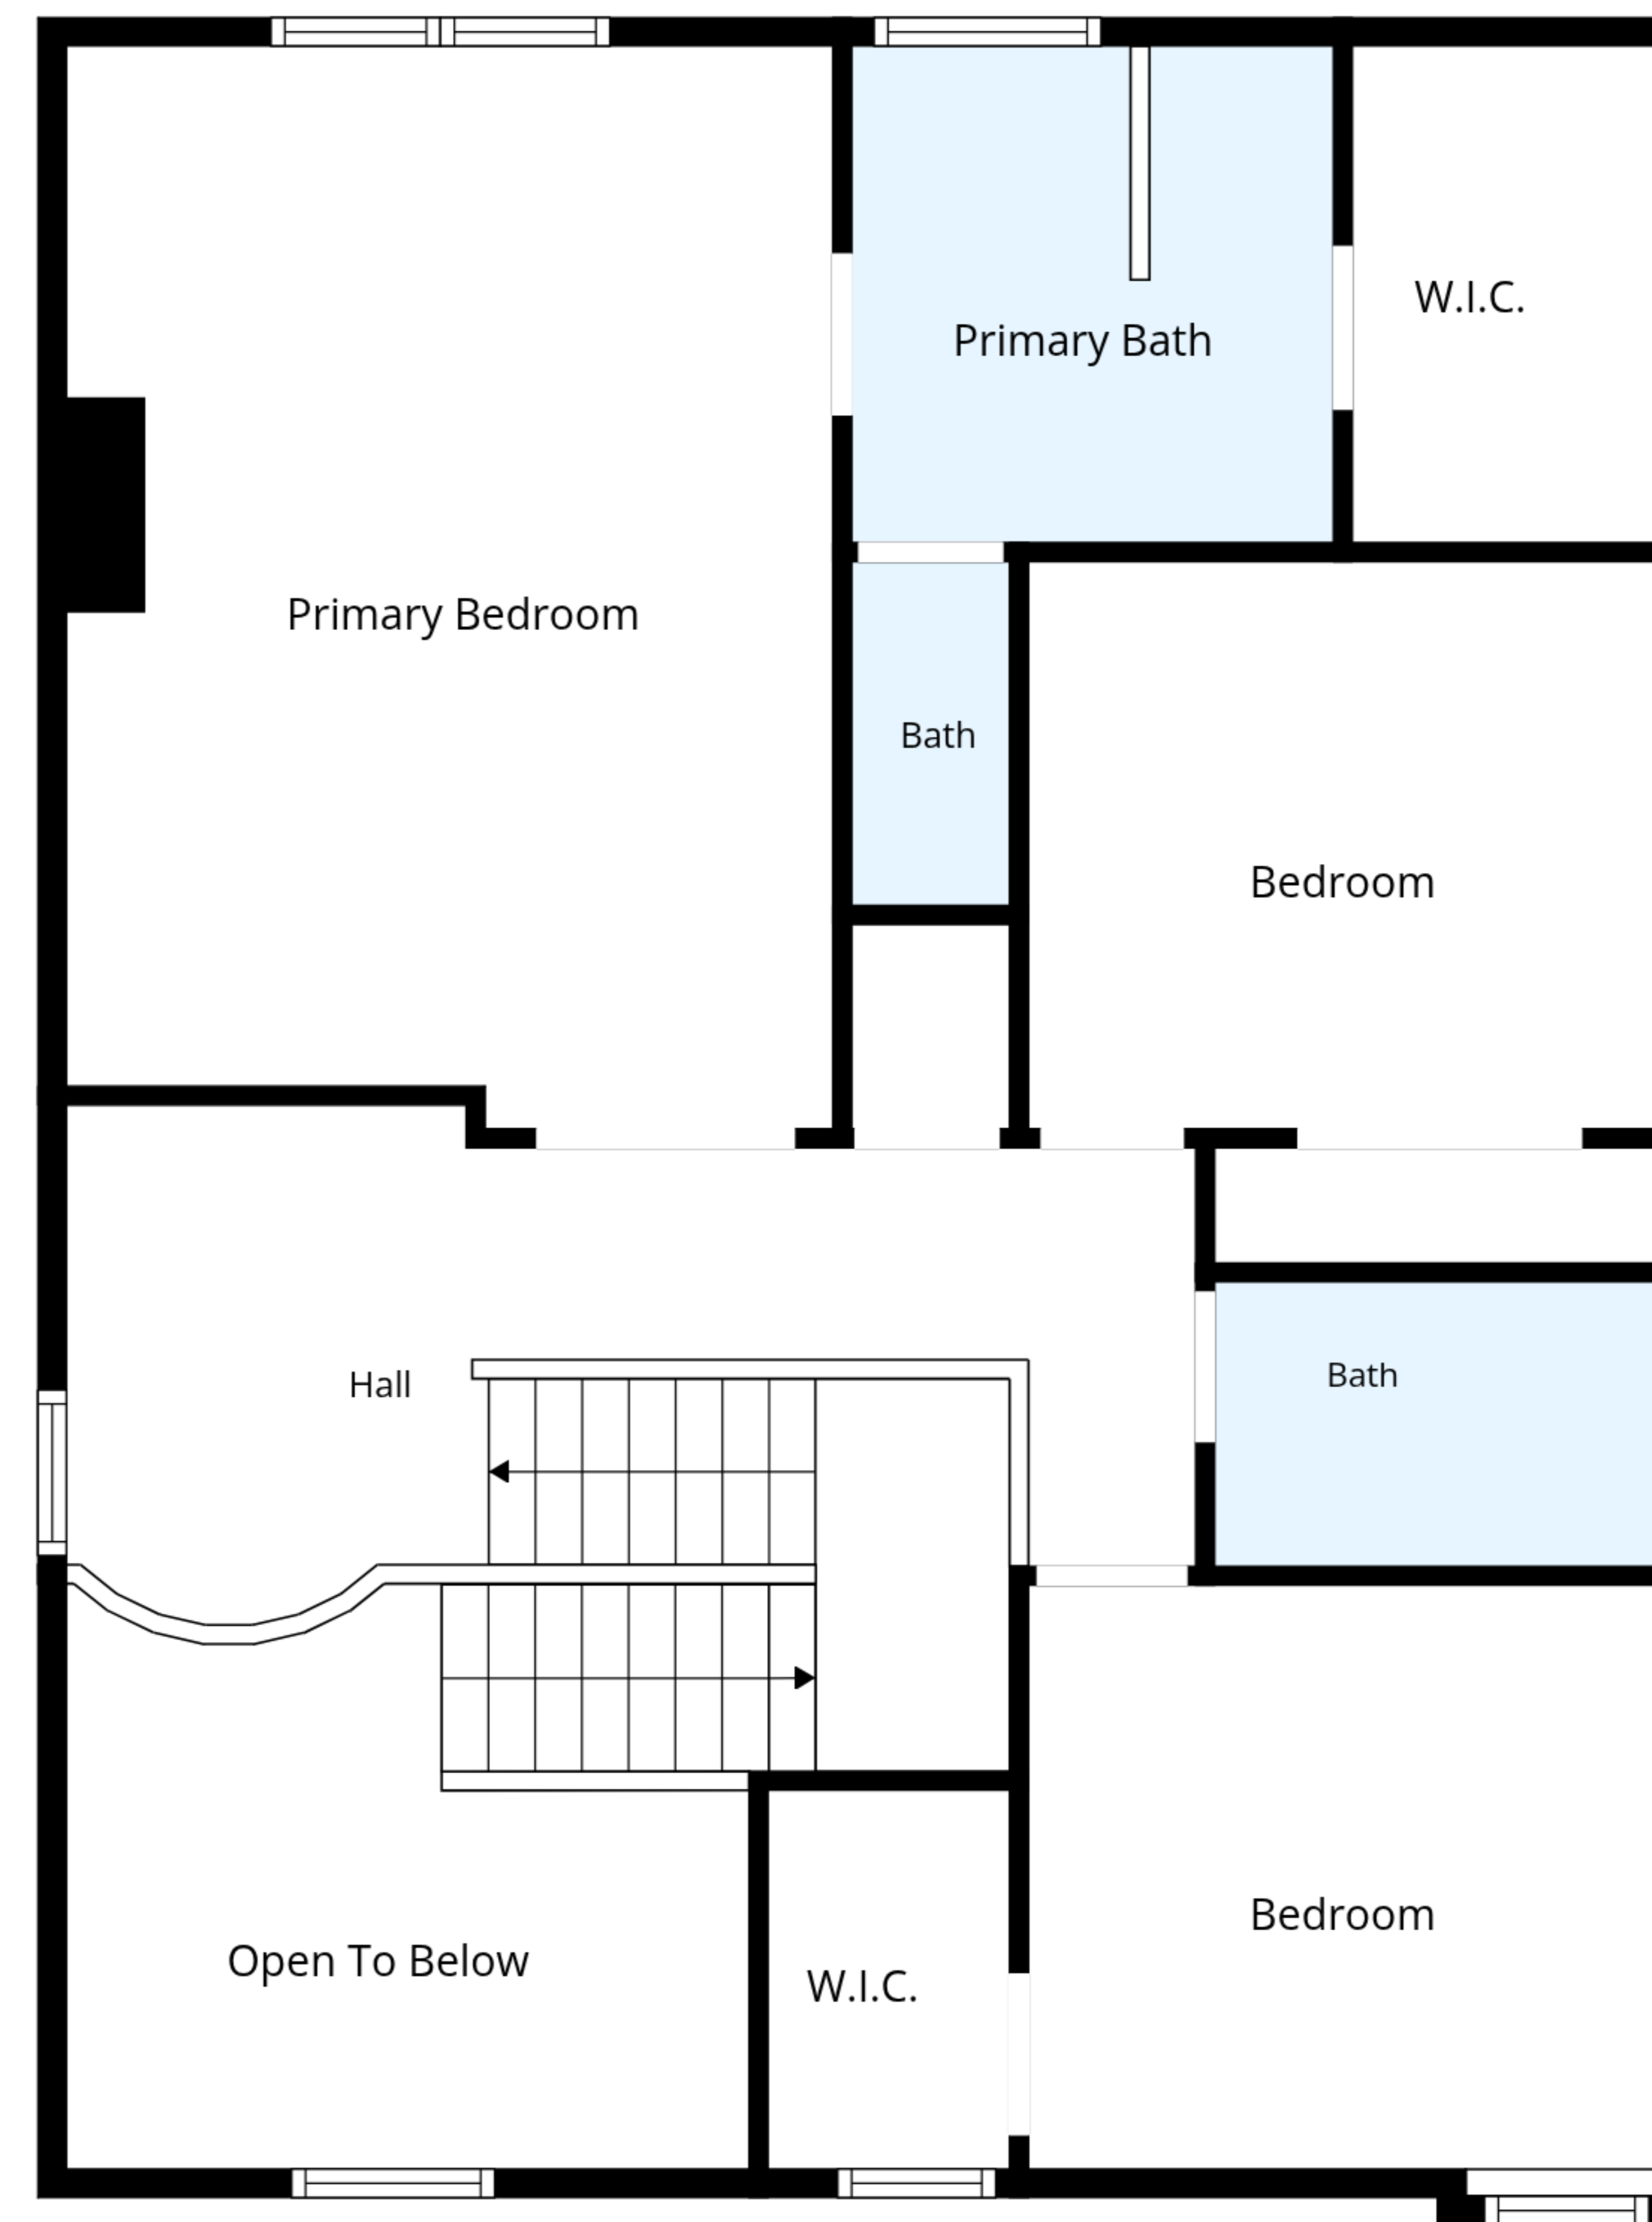 W.I.C.
Primary Bath
Primary Bedroom
Bath
Bedroom
Hall
Bath
Bedroom
Open To Below
W.I.C.